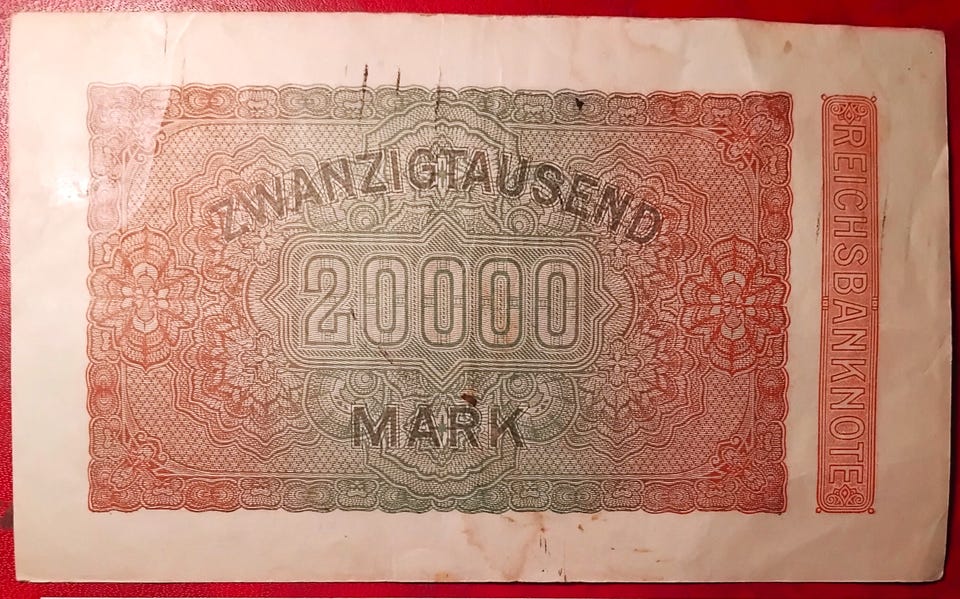 ZWANZIGTAUSEND
20000
MARK
REICHSBANKNOTE